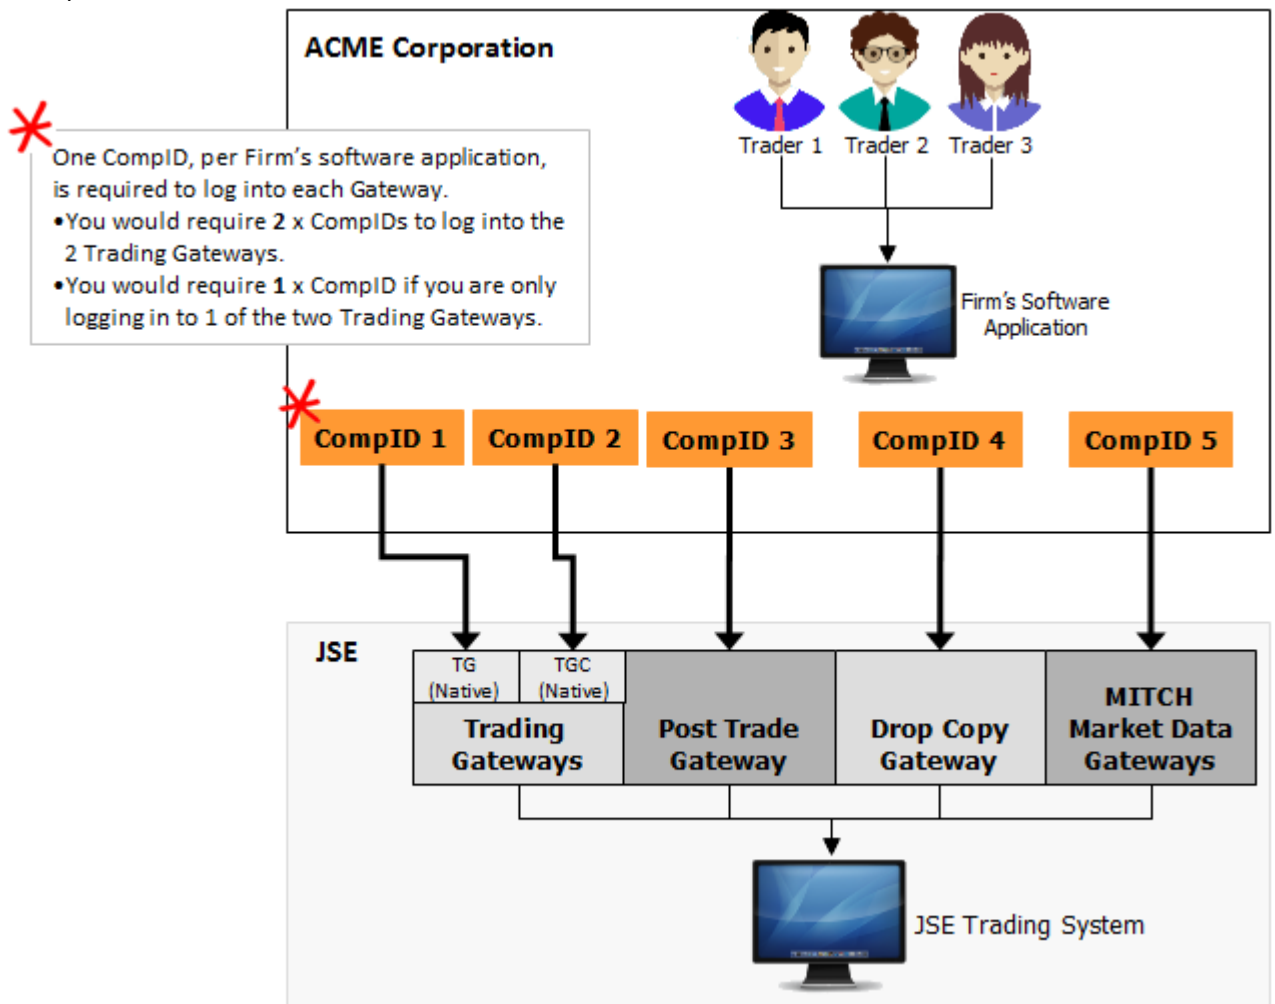 ACME Corporation
Trader 1 Trader 2 Trader 3
One CompID, per Firm's software application,
is required to log into each Gateway.
•You would require 2 x CompIDs to log into the
2 Trading Gateways.
•You would require 1 x CompID if you are only
logging in to 1 of the two Trading Gateways.
Firm's Software
Application
CompID 1 CompID 2 CompID 3 CompID 4 CompID 5
JSE
TG
(Native)
TGC
(Native)
Trading
Gateways
Post Trade
Gateway
Drop Copy
Gateway
MITCH
Market Data
Gateways
JSE Trading System